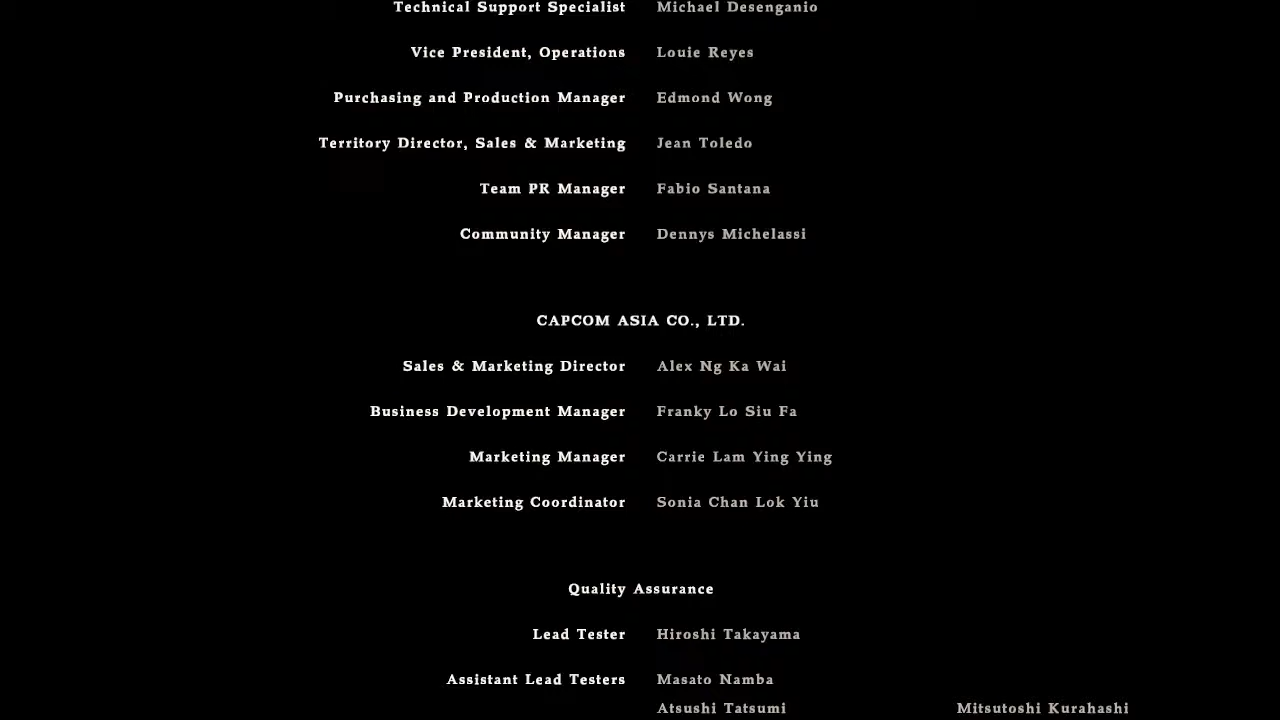 Technical Support Specialist Michael Desenganio
Vice President, Operations Louie Reyes
Purchasing and Production Manager Edmond Wong
Territory Director, Sales & Marketing Jean Toledo
Team PR Manager Fabio Santana
Community Manager Dennys Michelassi
CAPCOM ASIA CO., LTD.
Sales & Marketing Director Alex Ng Ka Wai
Business Development Manager Franky Lo Siu Fa
Marketing Manager Carrie Lam Ying Ying
Marketing Coordinator Sonia Chan Lok Yiu
Quality Assurance
Lead Tester Hiroshi Takayama
Assistant Lead Testers Masato Namba
Atsushi Tatsumi Mitsutoshi Kurahashi